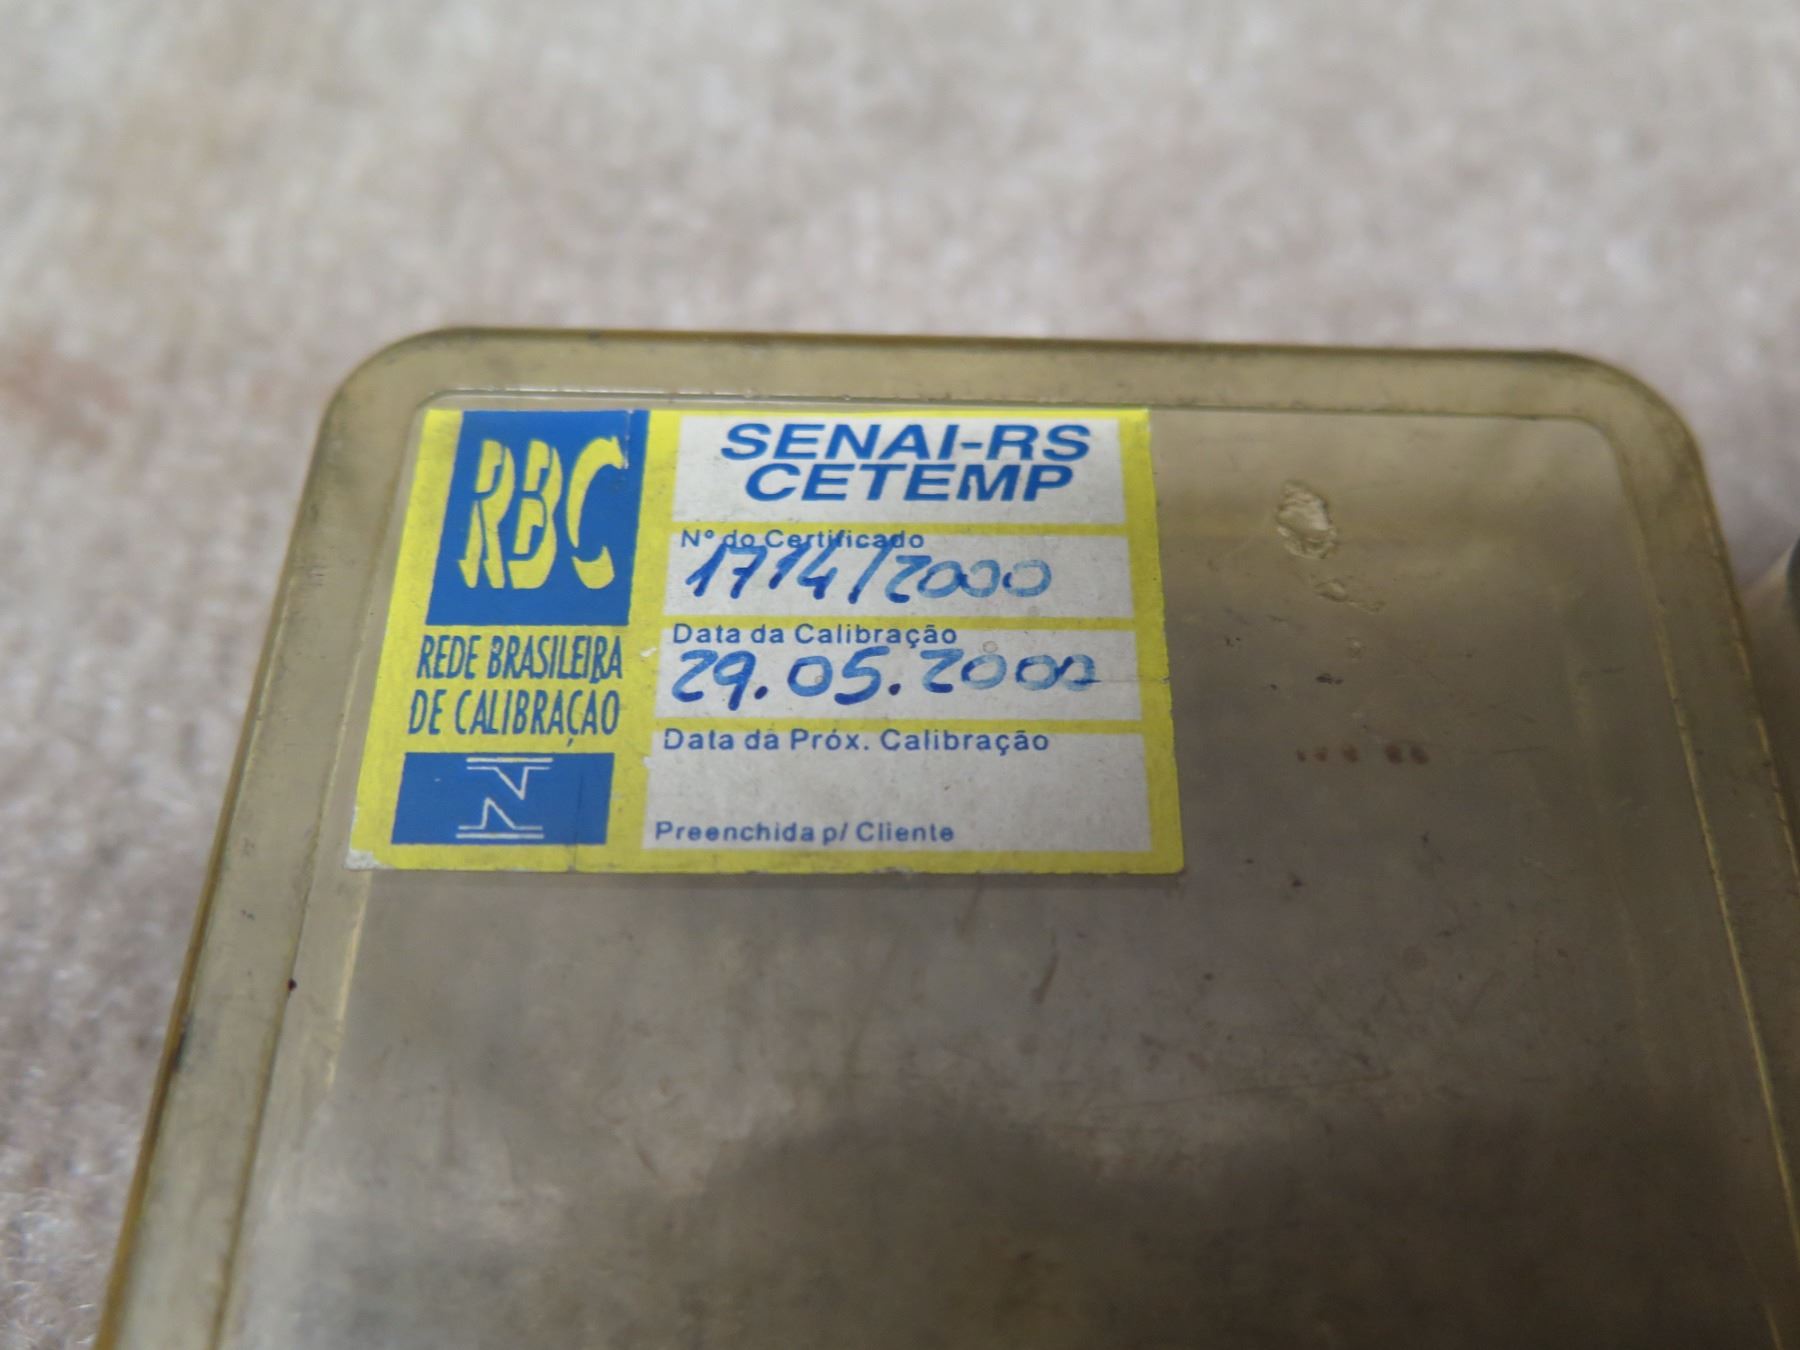 RBC
REDE BRASILEIRA
DE CALIBRAÇÃO
SENAI-RS
CETEMP
Nº do Certificado
1714/2000
Data da Calibração
29.05.2000
Data da Próx. Calibração
Preenchida p/ Cliente